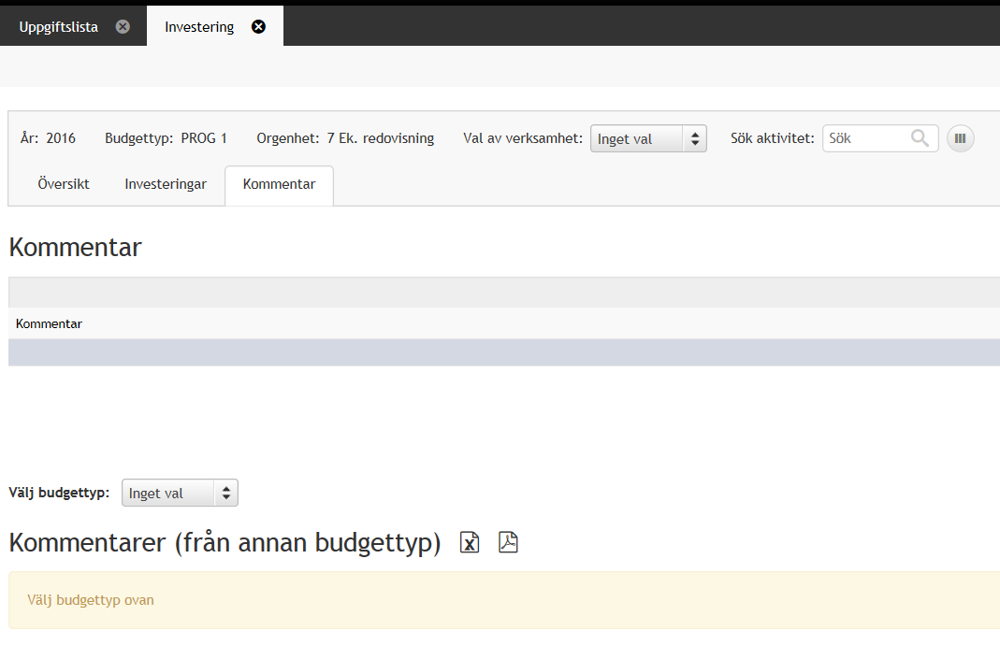 Uppgiftslista Investering
År: 2016 Budgettyp: PROG 1 Orgenhet: 7 Ek. redovisning Val av verksamhet: Inget val Sök aktivitet: Sök
Översikt Investeringar Kommentar
Kommentar
Kommentar
Välj budgettyp: Inget val
Kommentarer (från annan budgettyp)
Välj budgettyp ovan